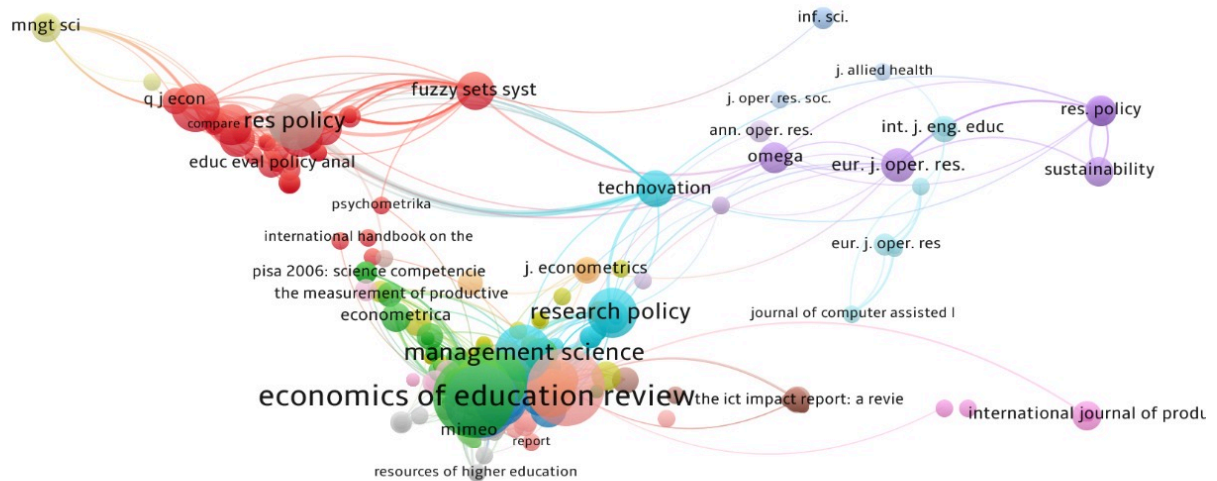 inf. sci.
mngt sci
j. allied health
fuzzy sets syst
q j econ
j. oper. res. soc.
res. policy
compare
res policy
ann. oper. res.
int. j. eng. educ
educ eval policy anal
omega
eur. j. oper. res.
sustainability
technovation
psychometrika
international handbook on the
eur. j. oper. res
pisa 2006: science competencie
j. econometrics
the measurement of productive
econometrica
research policy
journal of computer assisted l
management science
economics of education review
the ict impact report: a revie
international journal of produ
mimeo
report
resources of higher education